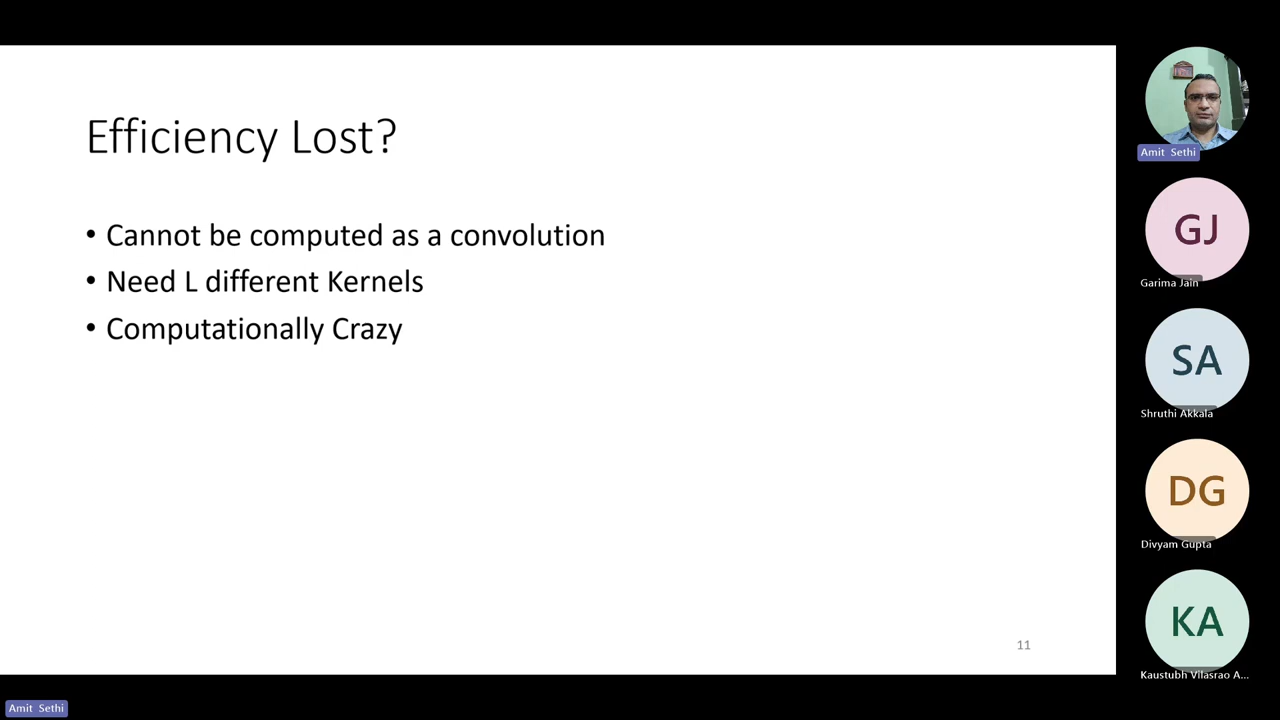 Efficiency Lost?
• Cannot be computed as a convolution
• Need L different Kernels
• Computationally Crazy
11
Amit Sethi
GJ
Garima Jain
SA
Shruthi Akkala
DG
Divyam Gupta
KA
Kaustubh Vilasrao A...
Amit Sethi